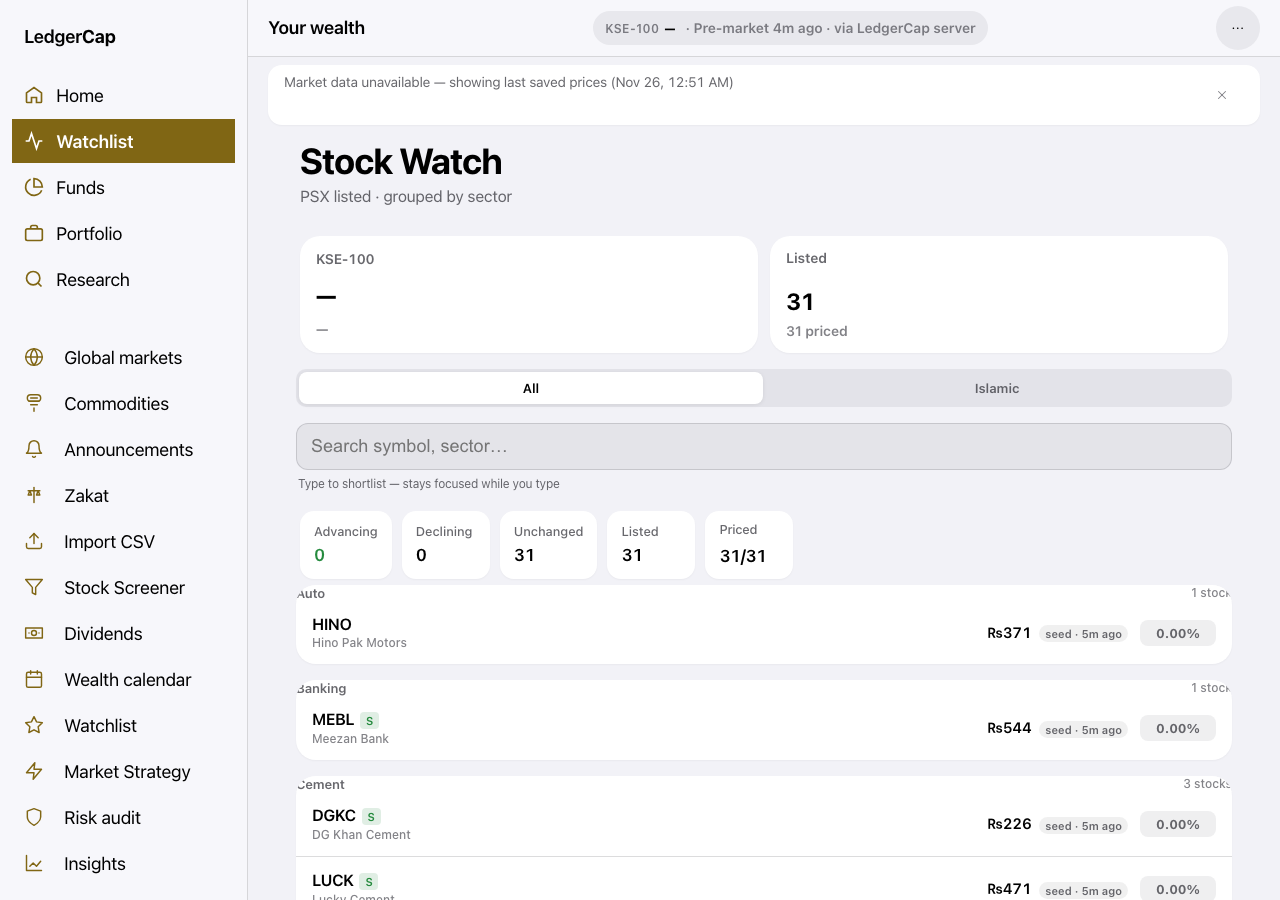 LedgerCap
Home
Watchlist
Funds
Portfolio
Research
Global markets
Commodities
Announcements
Zakat
Import CSV
Stock Screener
Dividends
Wealth calendar
Watchlist
Market Strategy
Risk audit
Insights
Your wealth
KSE-100 — · Pre-market 4m ago · via LedgerCap server
...
Market data unavailable — showing last saved prices (Nov 26, 12:51 AM)
×
Stock Watch
PSX listed · grouped by sector
KSE-100
—
—
Listed
31
31 priced
All
Islamic
Search symbol, sector…
Type to shortlist — stays focused while you type
Advancing
0
Declining
0
Unchanged
31
Listed
31
Priced
31/31
Auto
1 stock
HINO
Hino Pak Motors
₨371
seed · 5m ago
0.00%
Banking
1 stock
MEBL S
Meezan Bank
₨544
seed · 5m ago
0.00%
Cement
3 stocks
DGKC S
DG Khan Cement
₨226
seed · 5m ago
0.00%
LUCK S
Lucky Cement
₨471
seed · 5m ago
0.00%